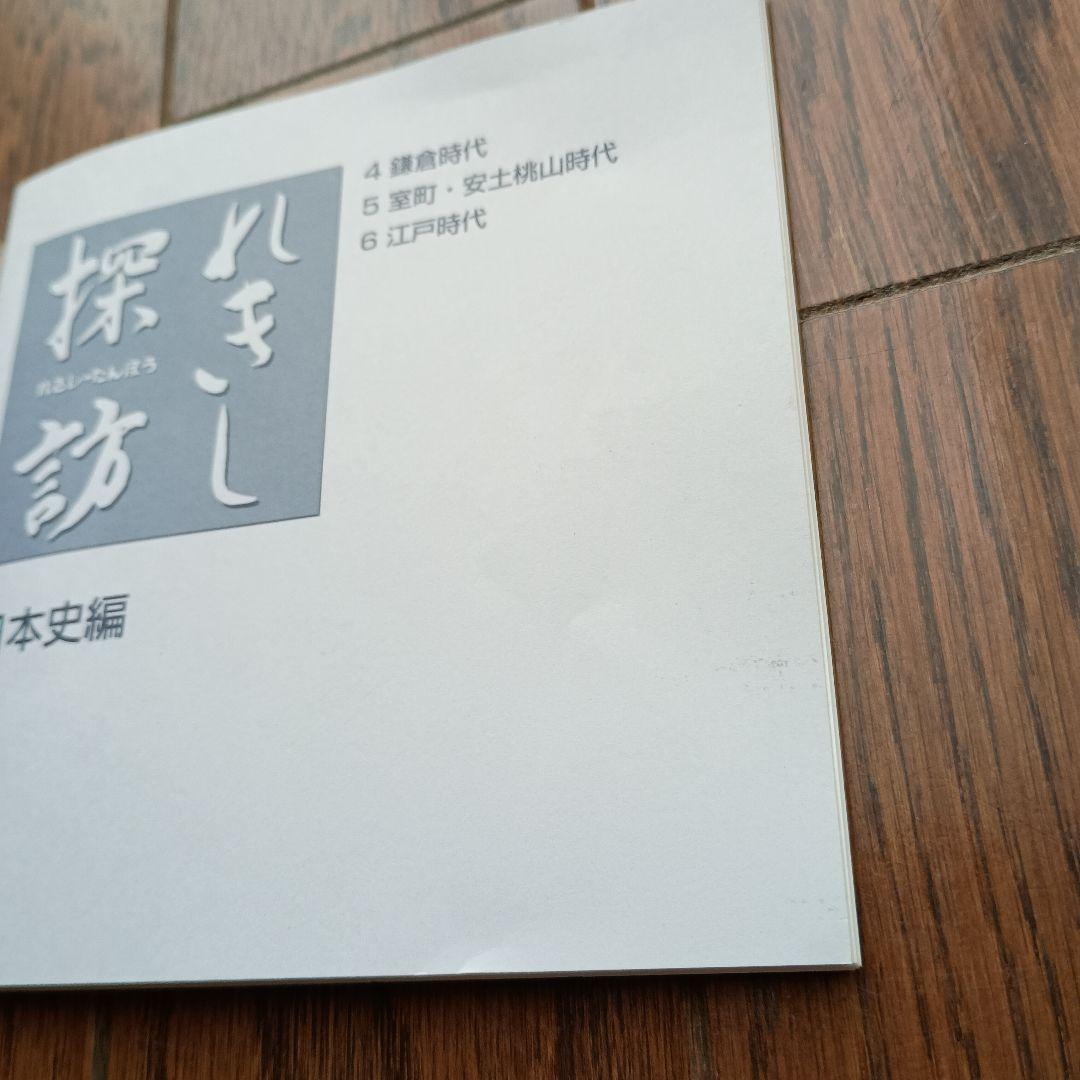 れきし
探訪
れきし〜たんぼう
4 鎌倉時代
5 室町・安土桃山時代
6 江戸時代
日本史編